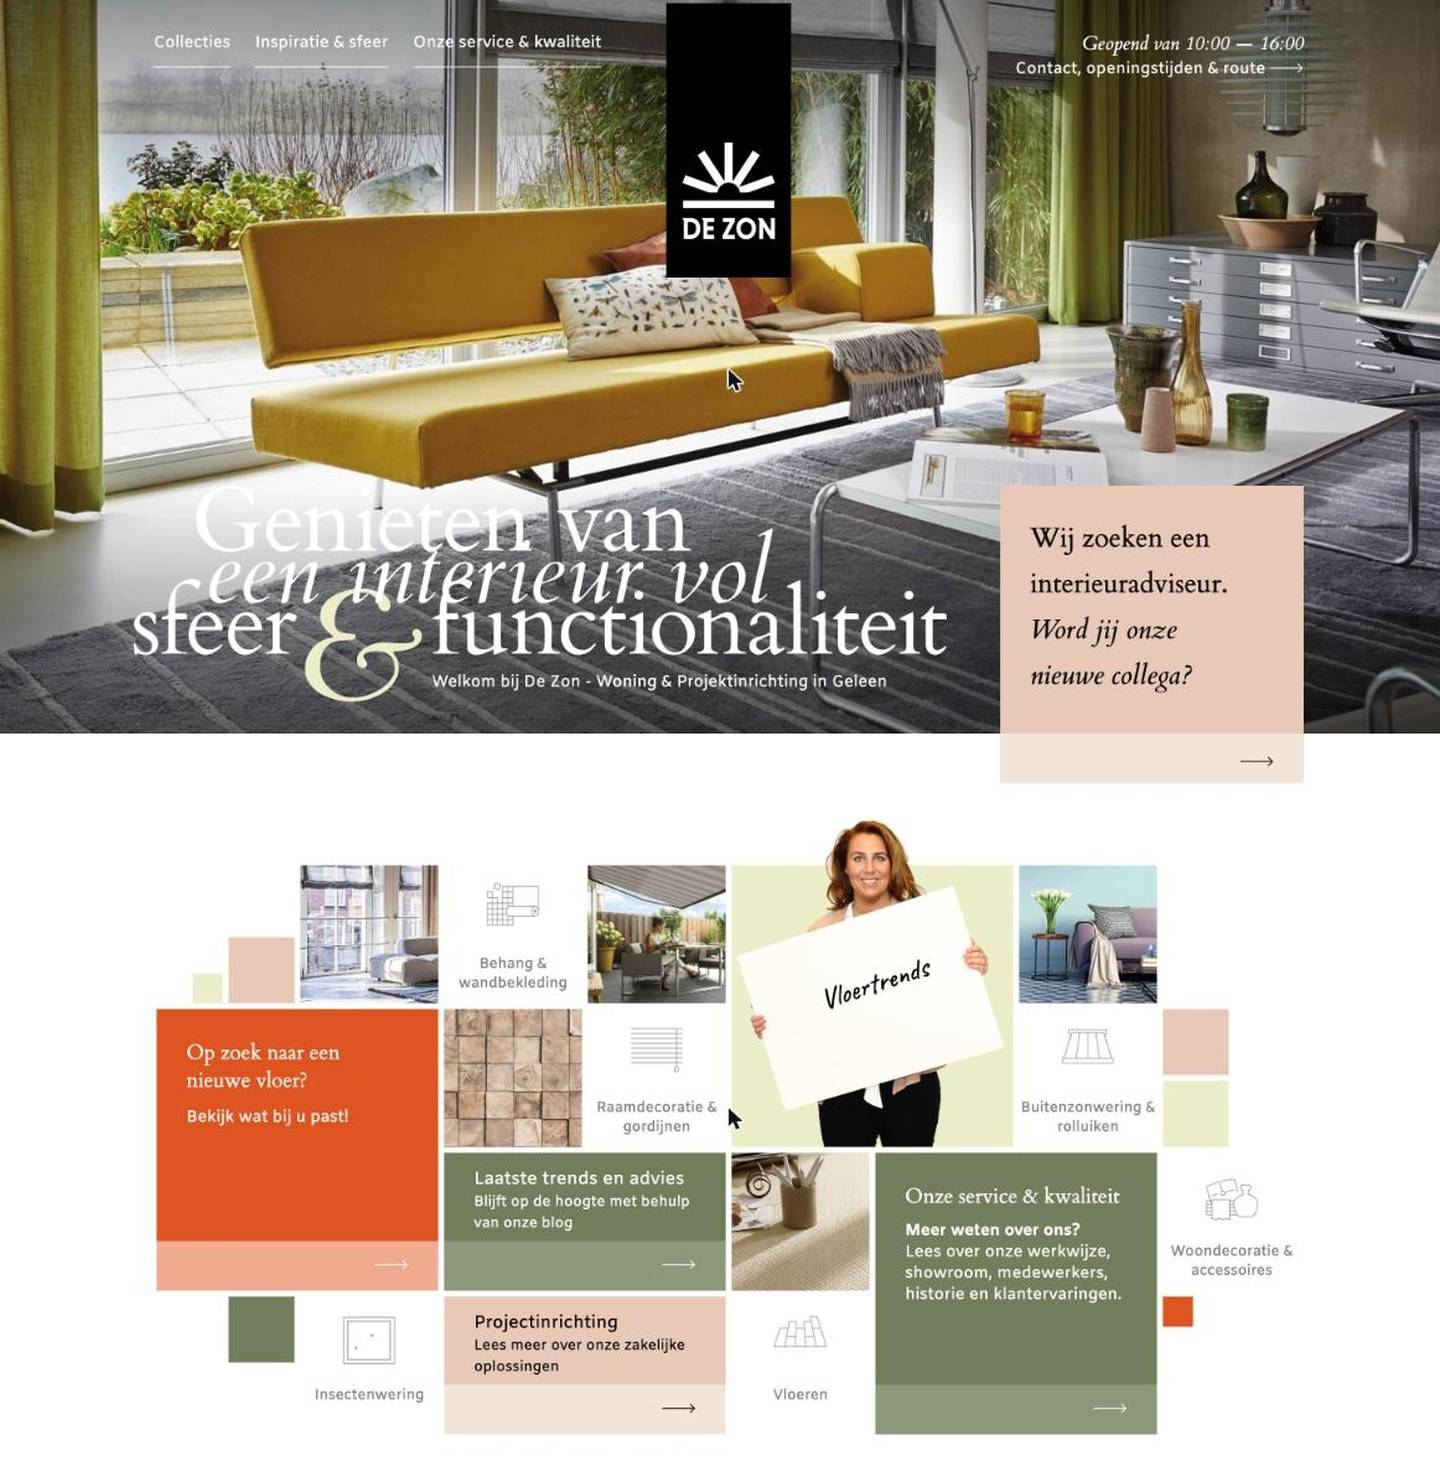 Collecties
Inspiratie & sfeer
Onze service & kwaliteit
Geopend van 10:00 — 16:00
Contact, openingstijden & route
DE ZON
Genieten van
een interieur vol
sfeer & functionaliteit
Welkom bij De Zon - Woning & Projektinrichting in Geleen
Wij zoeken een
interieuradviseur.
Word jij onze
nieuwe collega?
Behang &
wandbekleding
Vloertrends
Op zoek naar een
nieuwe vloer?
Bekijk wat bij u past!
Raamdecoratie &
gordijnen
Buitenzonwering &
rolluiken
Laatste trends en advies
Blijft op de hoogte met behulp
van onze blog
Onze service & kwaliteit
Meer weten over ons?
Lees over onze werkwijze,
showroom, medewerkers,
historie en klantervaringen.
Woondecoratie &
accessoires
Insectenwering
Projectinrichting
Lees meer over onze zakelijke
oplossingen
Vloeren